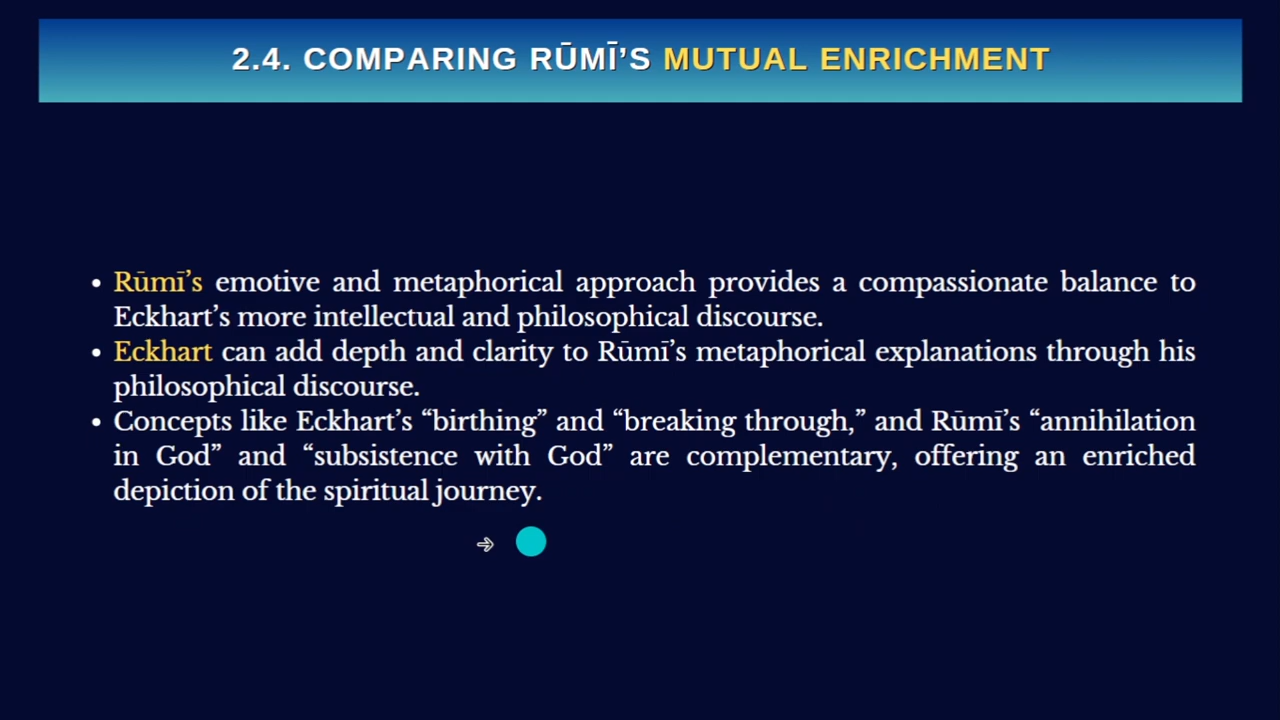 2.4. COMPARING RŪMĪ’S MUTUAL ENRICHMENT
• Rūmī’s emotive and metaphorical approach provides a compassionate balance to
Eckhart’s more intellectual and philosophical discourse.
• Eckhart can add depth and clarity to Rūmī’s metaphorical explanations through his
philosophical discourse.
• Concepts like Eckhart’s “birthing” and “breaking through,” and Rūmī’s “annihilation
in God” and “subsistence with God” are complementary, offering an enriched
depiction of the spiritual journey.